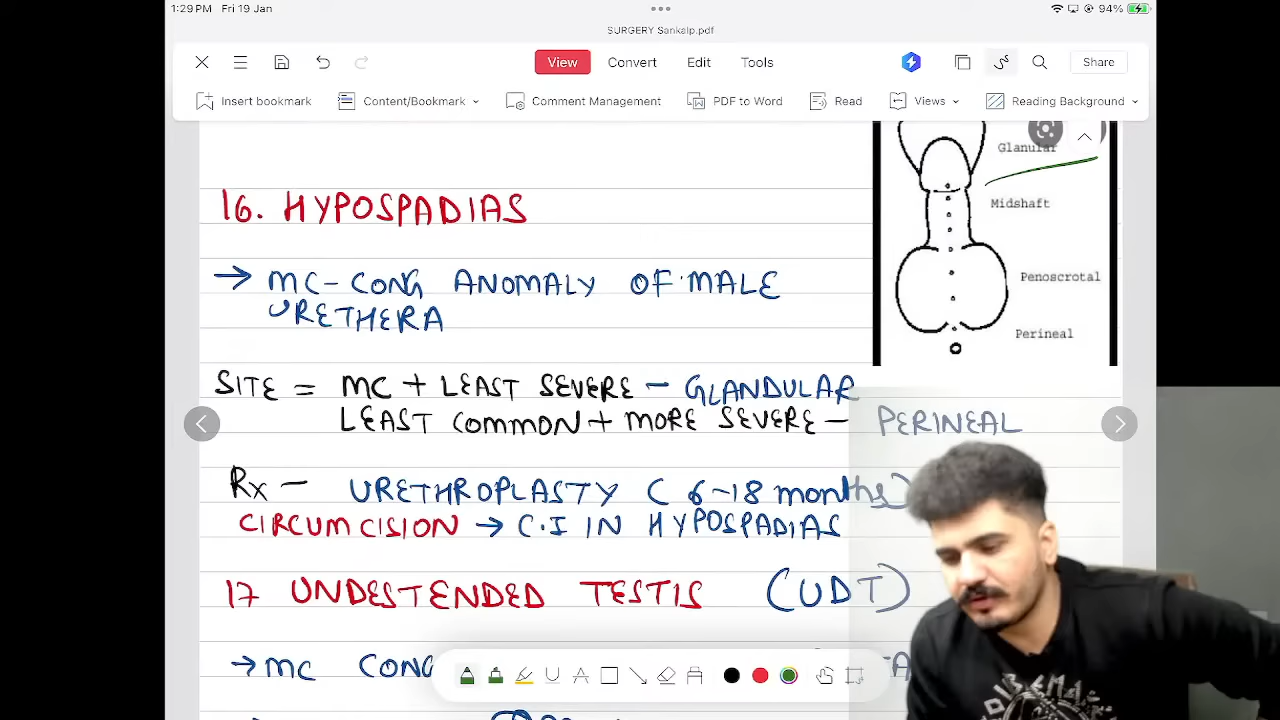 1:29 PM Fri 19 Jan
94%
SURGERY Sankalp.pdf
View Convert Edit Tools
Share
Insert bookmark Content/Bookmark Comment Management PDF to Word Read Views Reading Background
Glanular
Midshaft
Penoscrotal
Perineal
16. HYPOSPADIAS
→ MC- CONG ANOMALY OF MALE
URETHERA
SITE = MC + LEAST SEVERE - GLANDULAR
LEAST COMMON + MORE SEVERE - PERINEAL
Rx - URETHROPLASTY ( 6-18 months)
CIRCUMCISION → C.I IN HYPOSPADIAS
17 UNDESTENDED TESTIS (UDT)
→ MC CONG